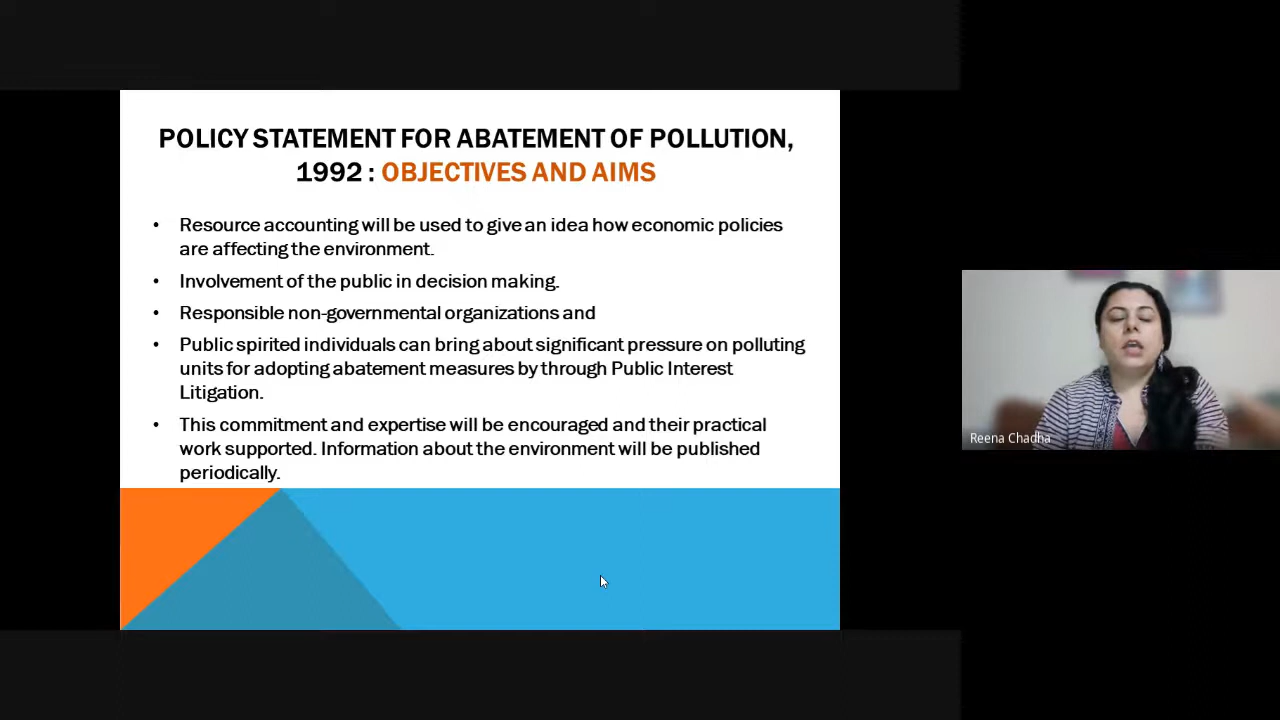 POLICY STATEMENT FOR ABATEMENT OF POLLUTION,
1992 : OBJECTIVES AND AIMS
• Resource accounting will be used to give an idea how economic policies
are affecting the environment.
• Involvement of the public in decision making.
• Responsible non-governmental organizations and
• Public spirited individuals can bring about significant pressure on polluting
units for adopting abatement measures by through Public Interest
Litigation.
• This commitment and expertise will be encouraged and their practical
work supported. Information about the environment will be published
periodically.
Reena Chadha